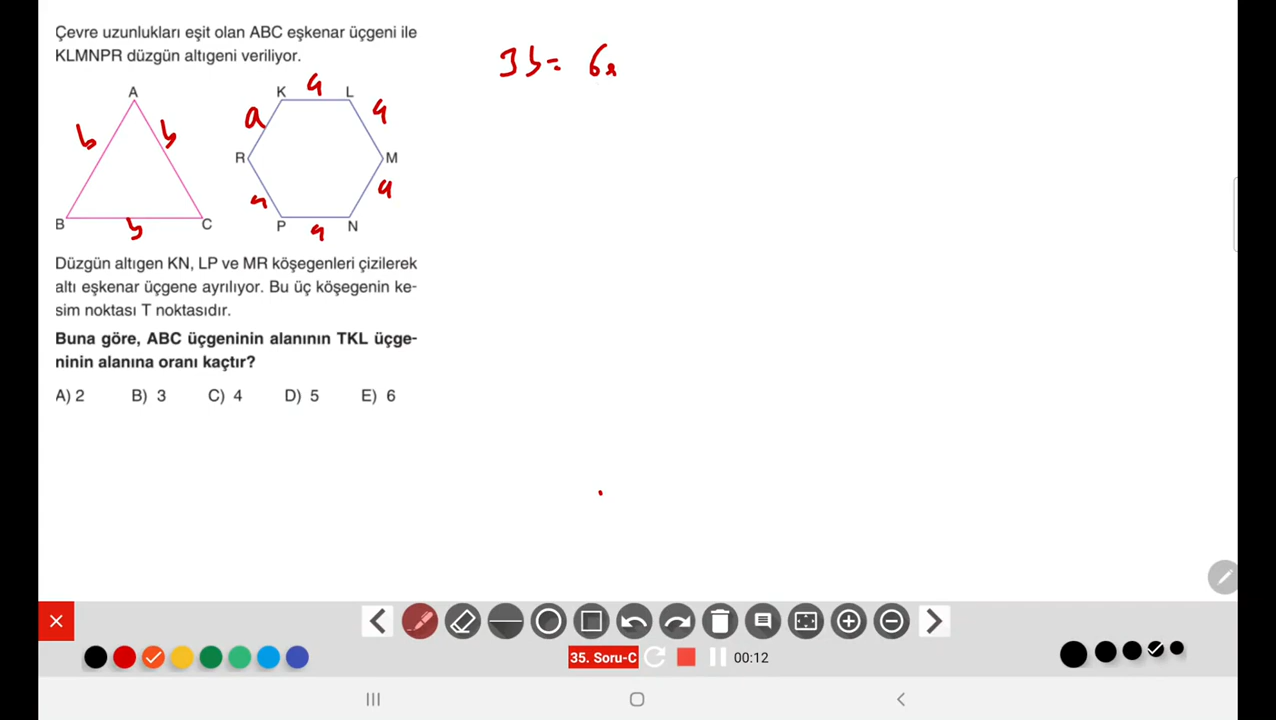 Çevre uzunlukları eşit olan ABC eşkenar üçgeni ile
KLMNPR düzgün altıgeni veriliyor.
3b = 6a
A
K
a
L
b
b
a
a
R
M
a
a
B
b
C
P
a
N
Düzgün altıgen KN, LP ve MR köşegenleri çizilerek
altı eşkenar üçgene ayrılıyor. Bu üç köşegenin ke-
sim noktası T noktasıdır.
Buna göre, ABC üçgeninin alanının TKL üçge-
ninin alanına oranı kaçtır?
A) 2 B) 3 C) 4 D) 5 E) 6
35. Soru-C
00:12